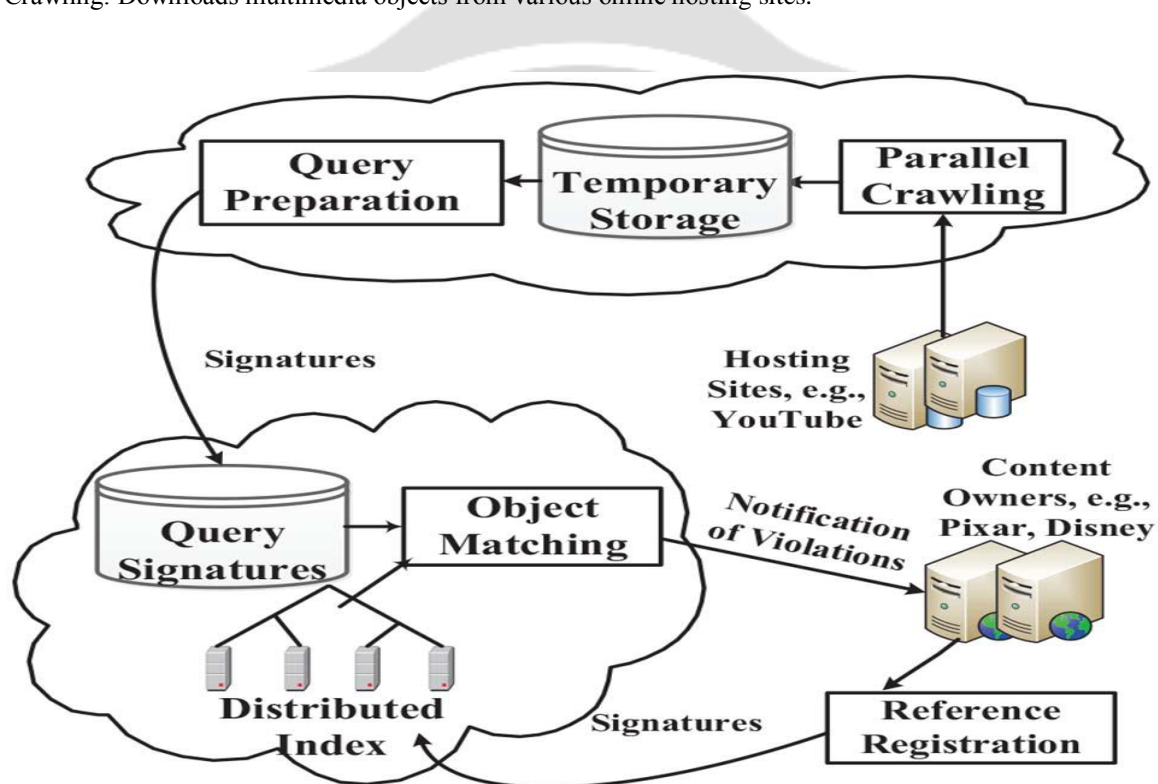 Crawling: Downloads multimedia objects from various online hosting sites.
Query
Preparation
Temporary
Storage
Parallel
Crawling
Signatures
Hosting
Sites, e.g.,
YouTube
Query
Signatures
Object
Matching
Notification
of Violations
Content
Owners, e.g.,
Pixar, Disney
Distributed
Index
Signatures
Reference
Registration